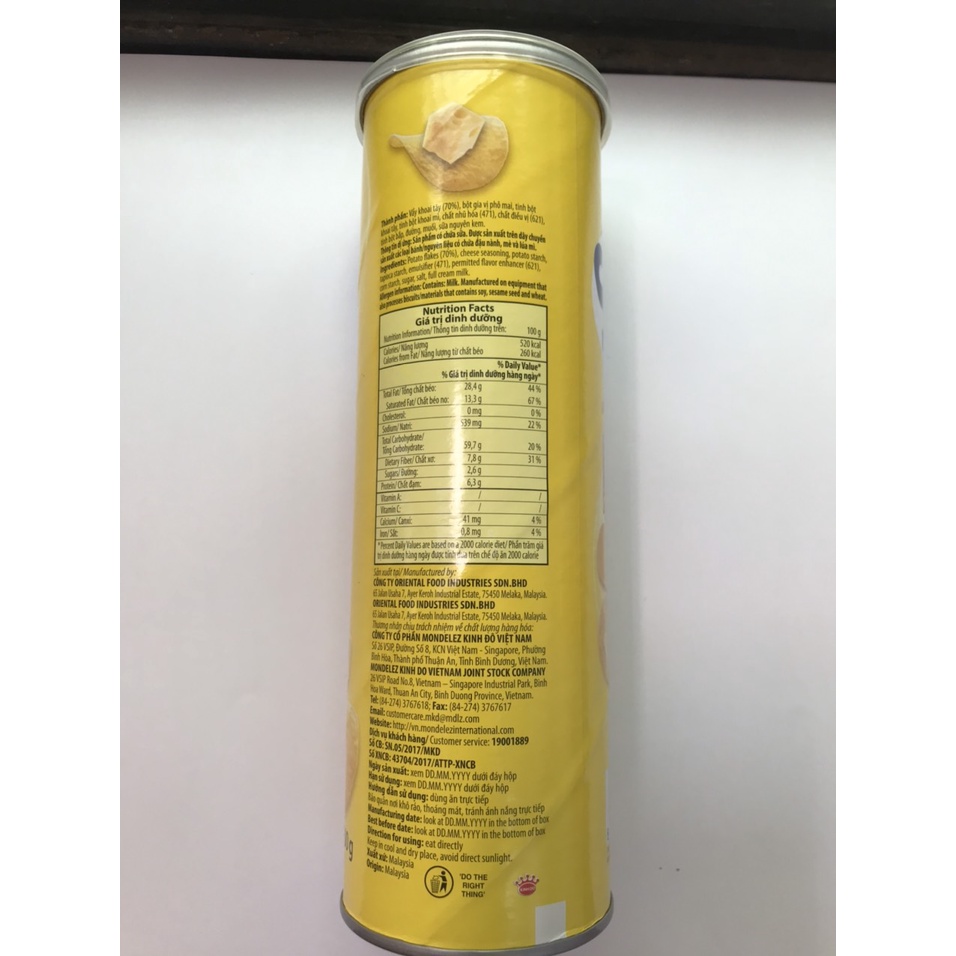 Thành phần: Vẩy khoai tây (70%), bột gia vị phô mai, tinh bột
khoai tây, tinh bột khoai mì, chất nhũ hóa (471), chất điều vị (621),
tinh bột bắp, đường, muối, sữa nguyên kem.
Thông tin dị ứng: Sản phẩm có chứa sữa. Được sản xuất trên dây chuyền
sản xuất các loại bánh/nguyên liệu có chứa đậu nành, mè và lúa mì.
Ingredients: Potato flakes (70%), cheese seasoning, potato starch,
tapioca starch, emulsifier (471), permitted flavor enhancer (621),
corn starch, sugar, salt, full cream milk.
Allergen Information: Contains: Milk. Manufactured on equipment that
also processes biscuits/materials that contains soy, sesame seed and wheat.
Nutrition Facts
Giá trị dinh dưỡng
Nutrition Information/ Thông tin dinh dưỡng trên: 100 g
Calories/ Năng lượng 520 kcal
Calories from Fat/ Năng lượng từ chất béo 260 kcal
% Daily Value*
% Giá trị dinh dưỡng hàng ngày*
Total Fat/ Tổng chất béo: 28,4 g 44 %
Saturated Fat/ Chất béo no: 13,3 g 67 %
Cholesterol: 0 mg 0 %
Sodium/ Natri: 539 mg 22 %
Total Carbohydrate/
Tổng Carbohydrate: 59,7 g 20 %
Dietary Fiber/ Chất xơ: 7,8 g 31 %
Sugars/ Đường: 2,6 g
Protein/ Chất đạm: 6,3 g
Vitamin A: / /
Vitamin C: / /
Calcium/ Canxi: 41 mg 4 %
Iron/ Sắt: 0,8 mg 4 %
*Percent Daily Values are based on a 2000 calorie diet/ Phần trăm giá
trị dinh dưỡng hàng ngày được tính dựa trên chế độ ăn 2000 calorie
Sản xuất tại/ Manufactured by:
CÔNG TY ORIENTAL FOOD INDUSTRIES SDN.BHD
65 Jalan Usaha 7, Ayer Keroh Industrial Estate, 75450 Melaka, Malaysia.
ORIENTAL FOOD INDUSTRIES SDN.BHD
65 Jalan Usaha 7, Ayer Keroh Industrial Estate, 75450 Melaka, Malaysia.
Thương nhân chịu trách nhiệm về chất lượng hàng hóa:
CÔNG TY CỔ PHẦN MONDELEZ KINH ĐÔ VIỆT NAM
Số 26 VSIP, Đường Số 8, KCN Việt Nam - Singapore, Phường
Bình Hòa, Thành phố Thuận An, Tỉnh Bình Dương, Việt Nam.
MONDELEZ KINH DO VIETNAM JOINT STOCK COMPANY
26 VSIP Road No.8, Vietnam – Singapore Industrial Park, Binh
Hoa Ward, Thuan An City, Binh Duong Province, Vietnam.
Tel: (84-274) 3767618; Fax: (84-274) 3767617
Email: customercare.mkd@mdlz.com
Website: http://vn.mondelezinternational.com
Dịch vụ khách hàng/ Customer service: 19001889
Số CB: SN.05/2017/MKD
Số XNCB: 43704/2017/ATTP-XNCB
Ngày sản xuất: xem DD.MM.YYYY dưới đáy hộp
Hạn sử dụng: xem DD.MM.YYYY dưới đáy hộp
Hướng dẫn sử dụng: dùng ăn trực tiếp
Bảo quản nơi khô ráo, thoáng mát, tránh ánh nắng trực tiếp
Manufacturing date: look at DD.MM.YYYY in the bottom of box
Best before date: look at DD.MM.YYYY in the bottom of box
Direction for using: eat directly
Keep in cool and dry place, avoid direct sunlight.
Xuất xứ: Malaysia
Origin: Malaysia
'DO THE
RIGHT
THING'